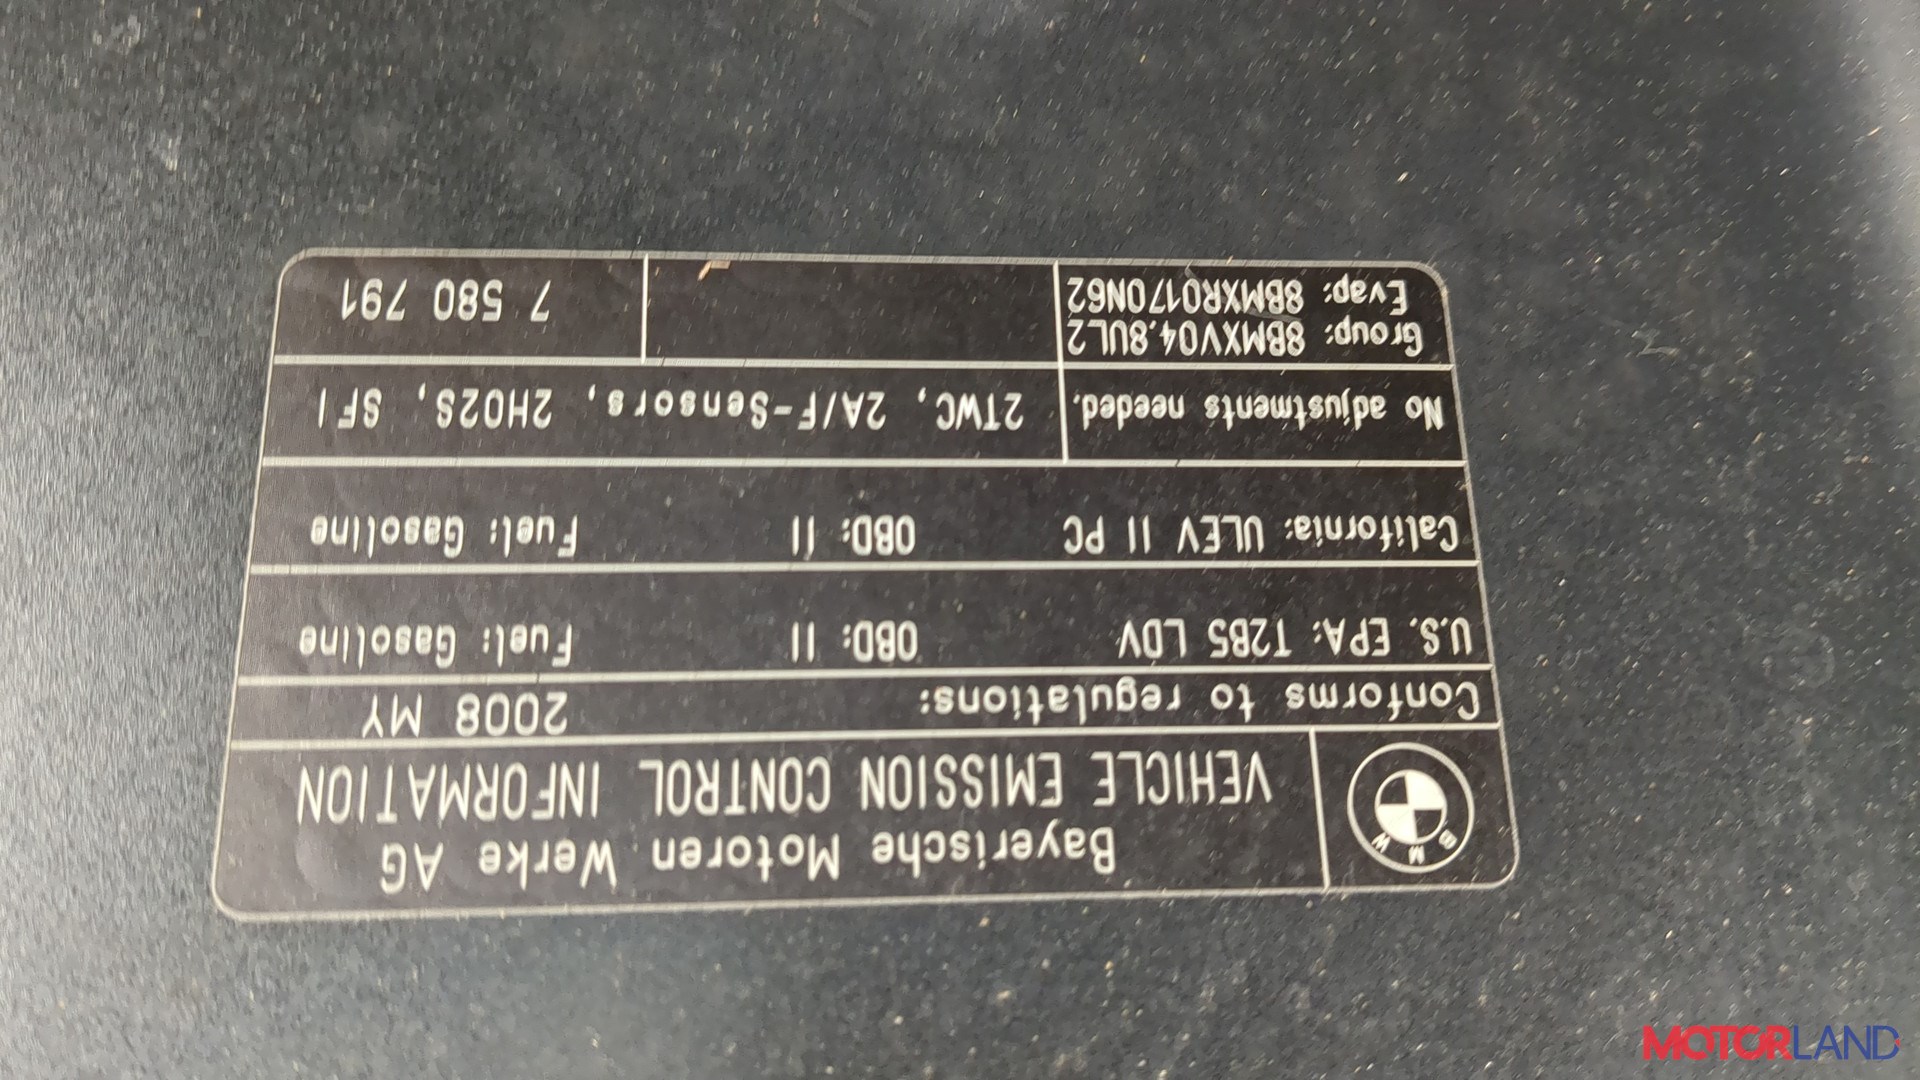 B M W
Bayerische Motoren Werke AG
VEHICLE EMISSION CONTROL INFORMATION
Conforms to regulations: 2008 MY
U.S. EPA: T2B5 LDV OBD: II Fuel: Gasoline
California: ULEV II PC OBD: II Fuel: Gasoline
No adjustments needed. 2TWC, 2A/F-Sensors, 2HO2S, SFI
Group: 8BMXV04.8UL2
Evap: 8BMXR0170N62
7 580 791
MOTORLAND